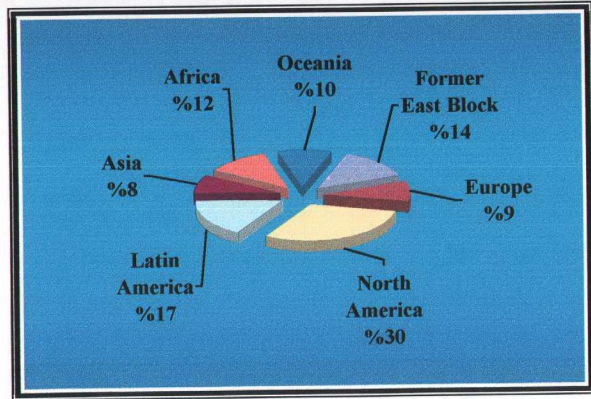 Oceania
%10
Former
East Block
%14
Europe
%9
North
America
%30
Latin
America
%17
Asia
%8
Africa
%12